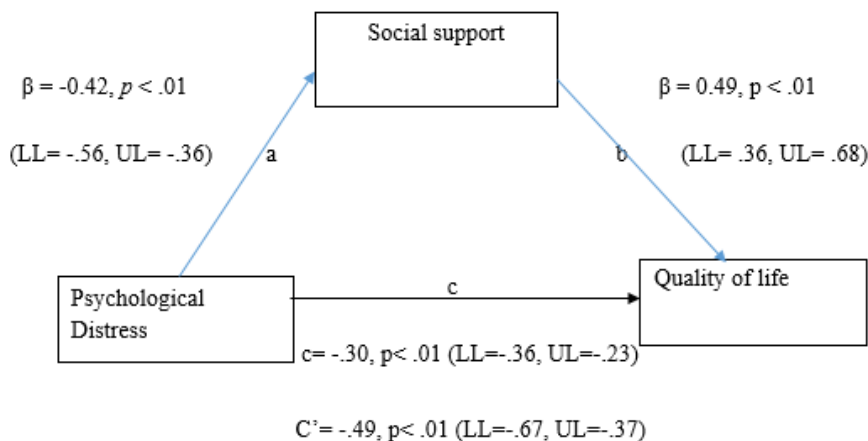 Social support
β = -0.42, p < .01
β = 0.49, p < .01
(LL= -.56, UL= -.36)
a
b
(LL= .36, UL= .68)
Psychological
Distress
c
Quality of life
c= -.30, p< .01 (LL=-.36, UL=-.23)
C’= -.49, p< .01 (LL=-.67, UL=-.37)